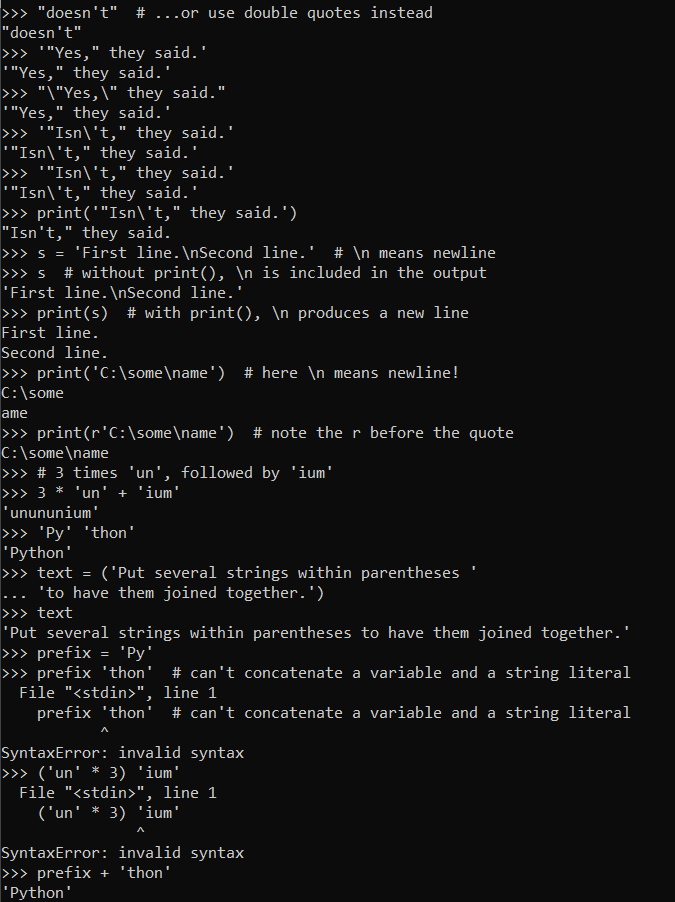 >>> "doesn't"  # ...or use double quotes instead
"doesn't"
>>> '"Yes," they said.'
'"Yes," they said.'
>>> "\"Yes,\" they said."
'"Yes," they said.'
>>> '"Isn\'t," they said.'
'"Isn\'t," they said.'
>>> '"Isn\'t," they said.'
'"Isn\'t," they said.'
>>> print('"Isn\'t," they said.')
"Isn't," they said.
>>> s = 'First line.\nSecond line.'  # \n means newline
>>> s  # without print(), \n is included in the output
'First line.\nSecond line.'
>>> print(s)  # with print(), \n produces a new line
First line.
Second line.
>>> print('C:\some\name')  # here \n means newline!
C:\some
ame
>>> print(r'C:\some\name')  # note the r before the quote
C:\some\name
>>> # 3 times 'un', followed by 'ium'
>>> 3 * 'un' + 'ium'
'unununium'
>>> 'Py' 'thon'
'Python'
>>> text = ('Put several strings within parentheses '
... 'to have them joined together.')
>>> text
'Put several strings within parentheses to have them joined together.'
>>> prefix = 'Py'
>>> prefix 'thon'  # can't concatenate a variable and a string literal
  File "<stdin>", line 1
    prefix 'thon'  # can't concatenate a variable and a string literal
           ^
SyntaxError: invalid syntax
>>> ('un' * 3) 'ium'
  File "<stdin>", line 1
    ('un' * 3) 'ium'
               ^
SyntaxError: invalid syntax
>>> prefix + 'thon'
'Python'